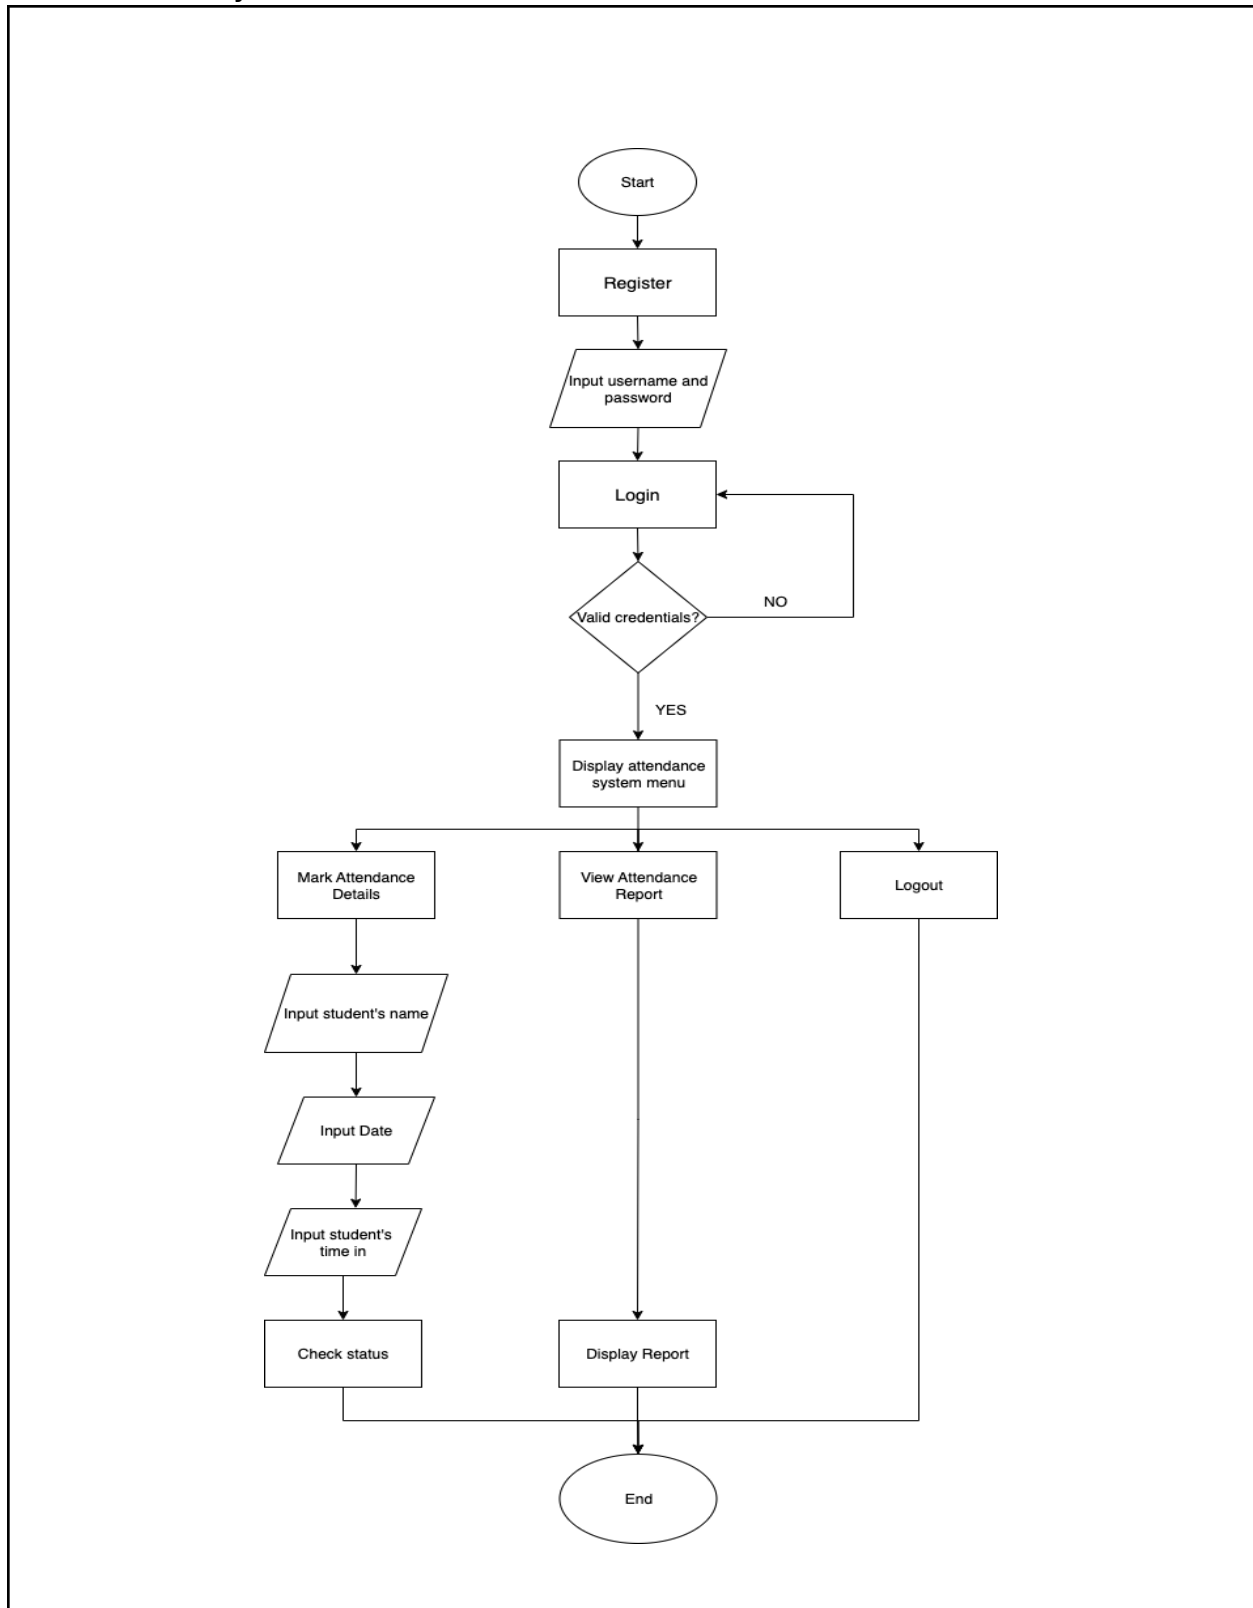 Start
Register
Input username and
password
Login
Valid credentials?
NO
YES
Display attendance
system menu
Mark Attendance
Details
View Attendance
Report
Logout
Input student's name
Input Date
Input student's
time in
Check status
Display Report
End